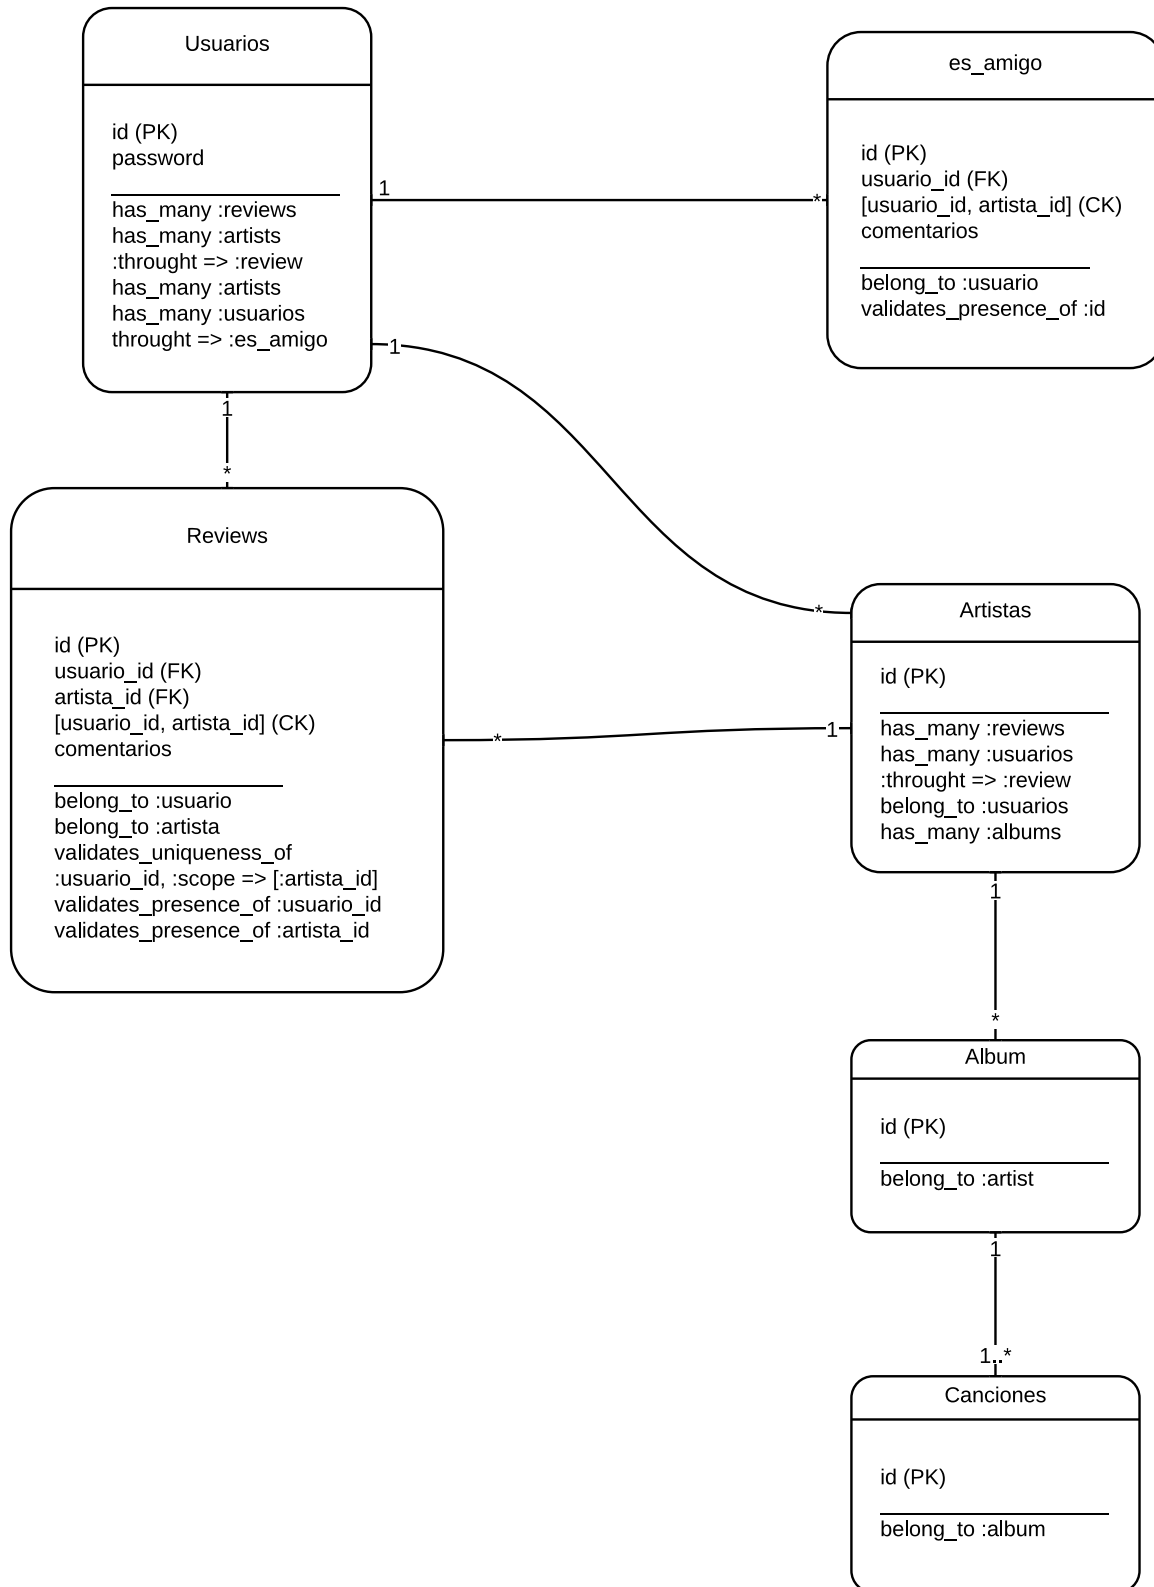 Usuarios
id (PK)
password
has_many :reviews
has_many :artists
:throught => :review
has_many :artists
has_many :usuarios
throught => :es_amigo
es_amigo
id (PK)
usuario_id (FK)
[usuario_id, artista_id] (CK)
comentarios
belong_to :usuario
validates_presence_of :id
1
*
1
*
1
*
Reviews
id (PK)
usuario_id (FK)
artista_id (FK)
[usuario_id, artista_id] (CK)
comentarios
belong_to :usuario
belong_to :artista
validates_uniqueness_of
:usuario_id, :scope => [:artista_id]
validates_presence_of :usuario_id
validates_presence_of :artista_id
*
1
Artistas
id (PK)
has_many :reviews
has_many :usuarios
:throught => :review
belong_to :usuarios
has_many :albums
1
*
Album
id (PK)
belong_to :artist
1
1..*
Canciones
id (PK)
belong_to :album